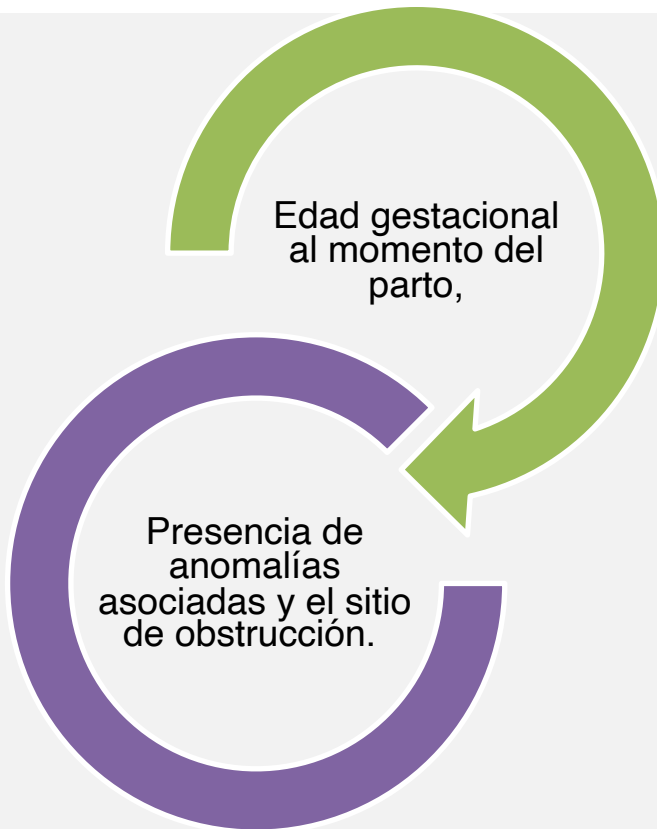 Edad gestacional
al momento del
parto,
Presencia de
anomalías
asociadas y el sitio
de obstrucción.